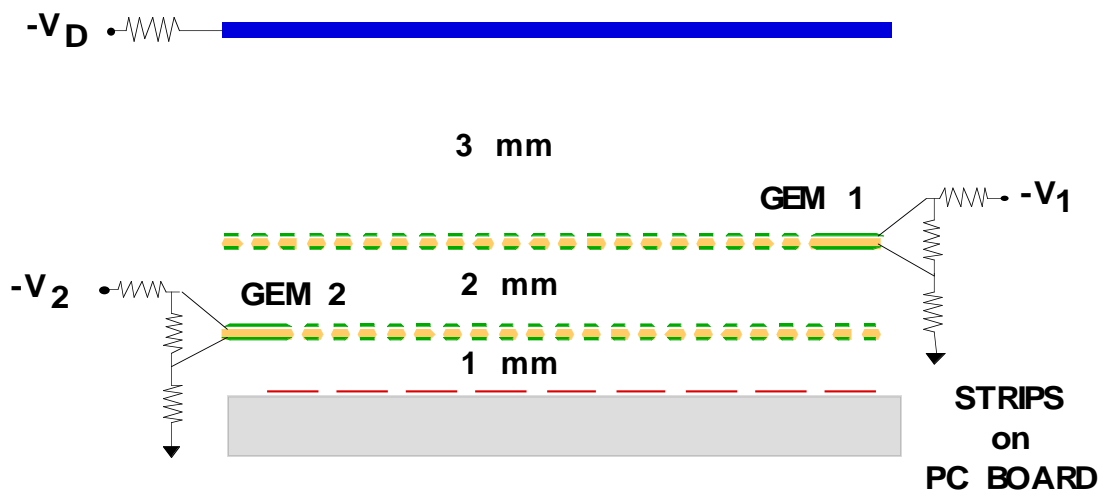 -VD
3 mm
GEM 1
-V1
-V2
GEM 2
2 mm
1 mm
STRIPS
on
PC BOARD